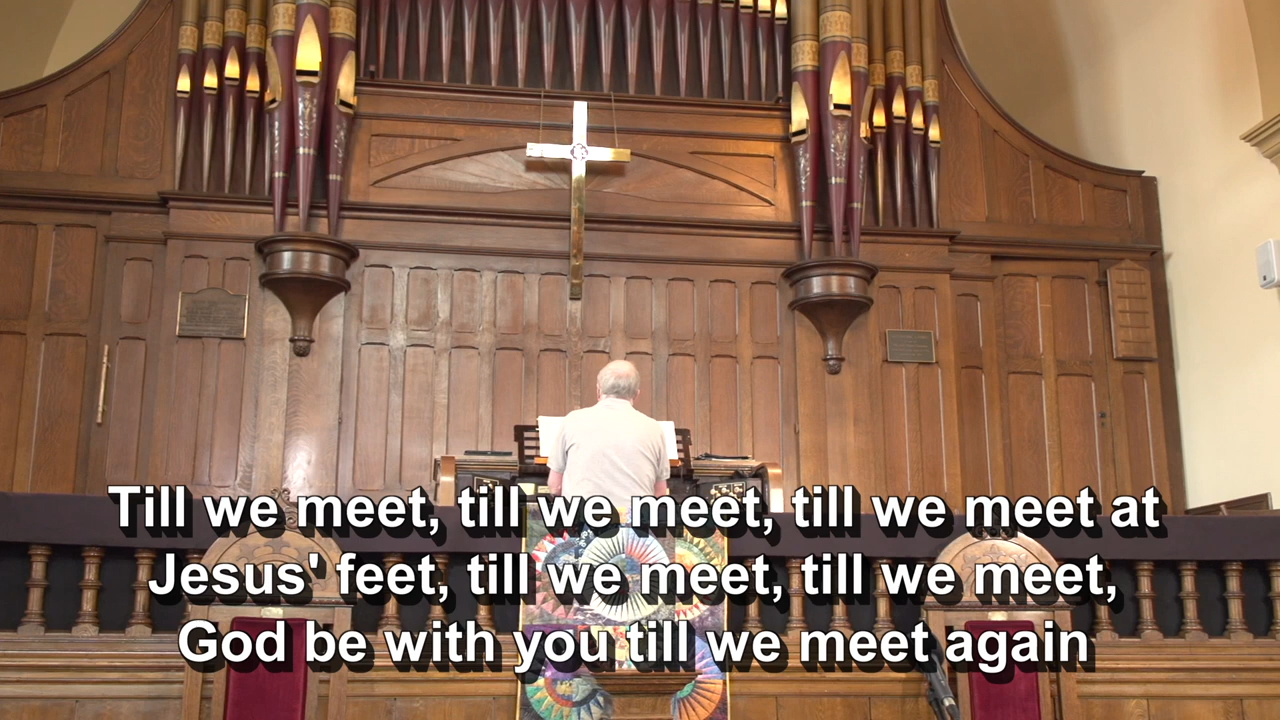 Till we meet, till we meet, till we meet at
Jesus' feet, till we meet, till we meet,
God be with you till we meet again